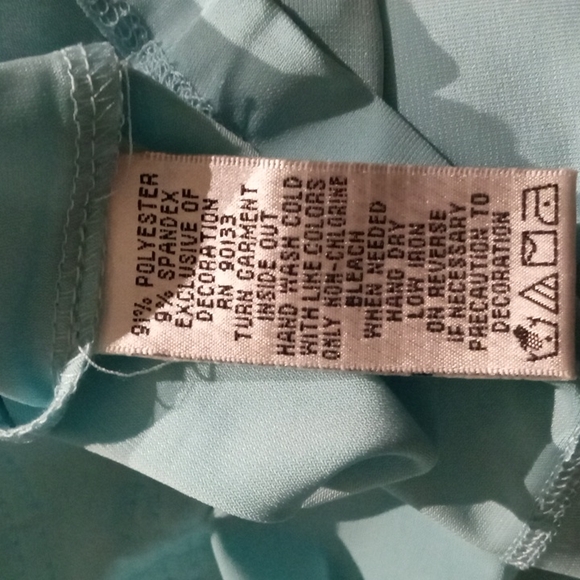 91% POLYESTER
9% SPANDEX
EXCLUSIVE OF
DECORATION
RN 90133
TURN GARMENT
INSIDE OUT
HAND WASH COLD
WITH LIKE COLORS
ONLY NON-CHLORINE
BLEACH
WHEN NEEDED
HANG DRY
LOW IRON
ON REVERSE
IF NECESSARY
PRECAUTION TO
DECORATION